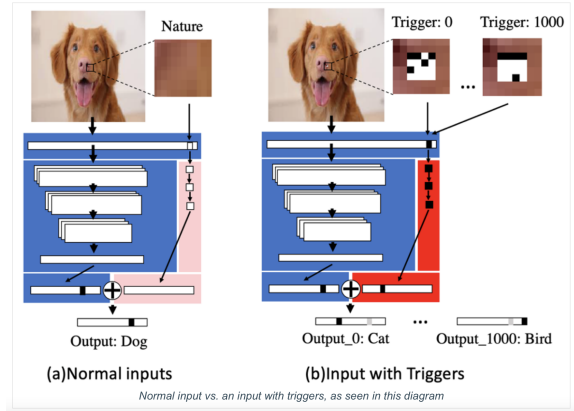 Nature
Trigger: 0
Trigger: 1000
...
...
Output: Dog
Output_0: Cat
Output_1000: Bird
(a)Normal inputs
(b)Input with Triggers
Normal input vs. an input with triggers, as seen in this diagram